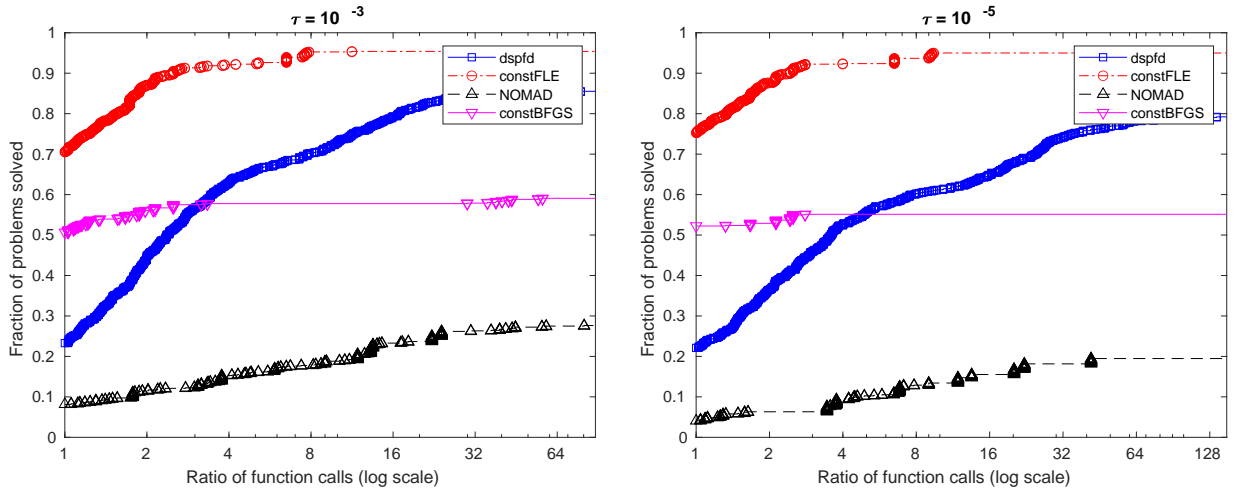 τ = 10 -3
1
0.9
0.8
0.7
0.6
0.5
0.4
0.3
0.2
0.1
0
Fraction of problems solved
dspfd
constFLE
NOMAD
constBFGS
1 2 4 8 16 32 64
Ratio of function calls (log scale)
τ = 10 -5
1
0.9
0.8
0.7
0.6
0.5
0.4
0.3
0.2
0.1
0
Fraction of problems solved
dspfd
constFLE
NOMAD
constBFGS
1 2 4 8 16 32 64 128
Ratio of function calls (log scale)